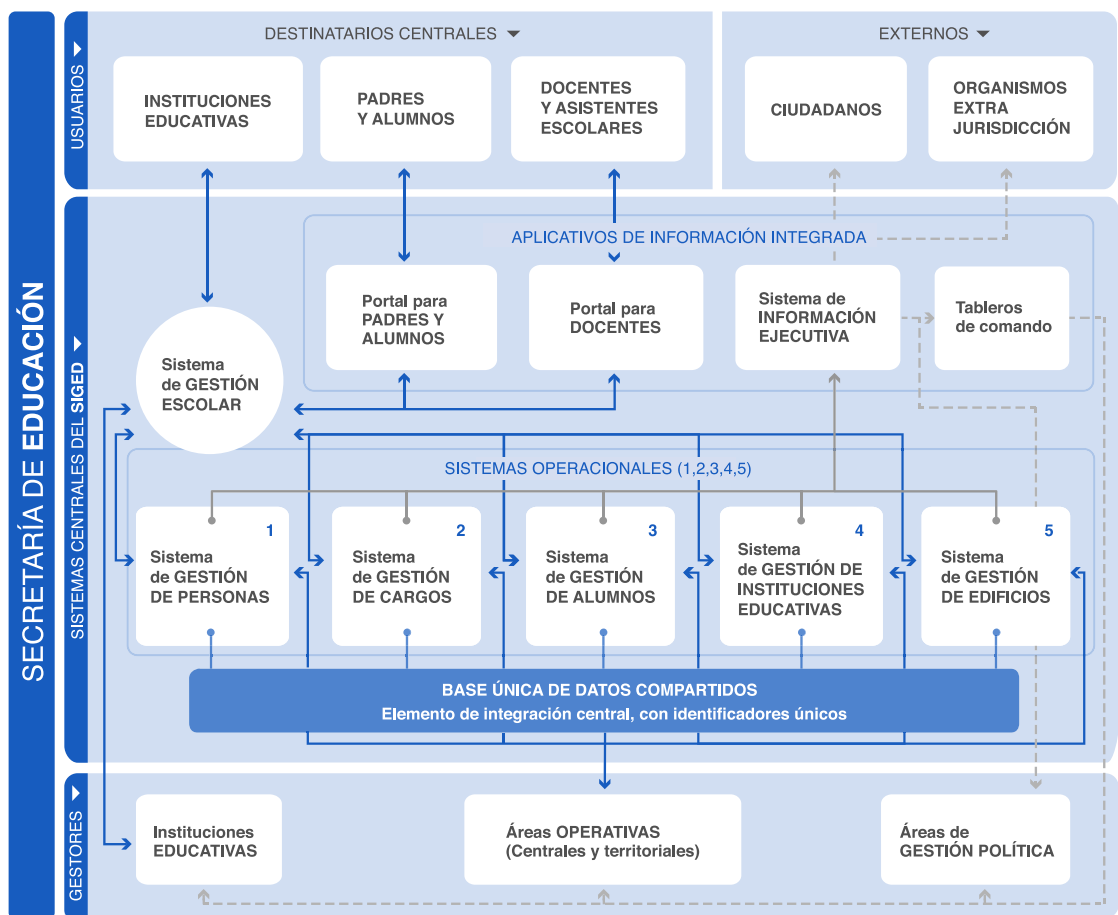 SECRETARÍA DE EDUCACIÓN
USUARIOS
DESTINATARIOS CENTRALES
INSTITUCIONES
EDUCATIVAS
PADRES
Y ALUMNOS
DOCENTES
Y ASISTENTES
ESCOLARES
EXTERNOS
CIUDADANOS
ORGANISMOS
EXTRA
JURISDICCIÓN
SISTEMAS CENTRALES DEL SIGED
APLICATIVOS DE INFORMACIÓN INTEGRADA
Portal para
PADRES Y
ALUMNOS
Portal para
DOCENTES
Sistema de
INFORMACIÓN
EJECUTIVA
Tableros
de comando
Sistema
de GESTIÓN
ESCOLAR
SISTEMAS OPERACIONALES (1,2,3,4,5)
1
Sistema
de GESTIÓN
DE PERSONAS
2
Sistema
de GESTIÓN
DE CARGOS
3
Sistema
de GESTIÓN
DE ALUMNOS
4
Sistema
de GESTIÓN DE
INSTITUCIONES
EDUCATIVAS
5
Sistema
de GESTIÓN
DE EDIFICIOS
BASE ÚNICA DE DATOS COMPARTIDOS
Elemento de integración central, con identificadores únicos
GESTORES
Instituciones
EDUCATIVAS
Áreas OPERATIVAS
(Centrales y territoriales)
Áreas de
GESTIÓN POLÍTICA